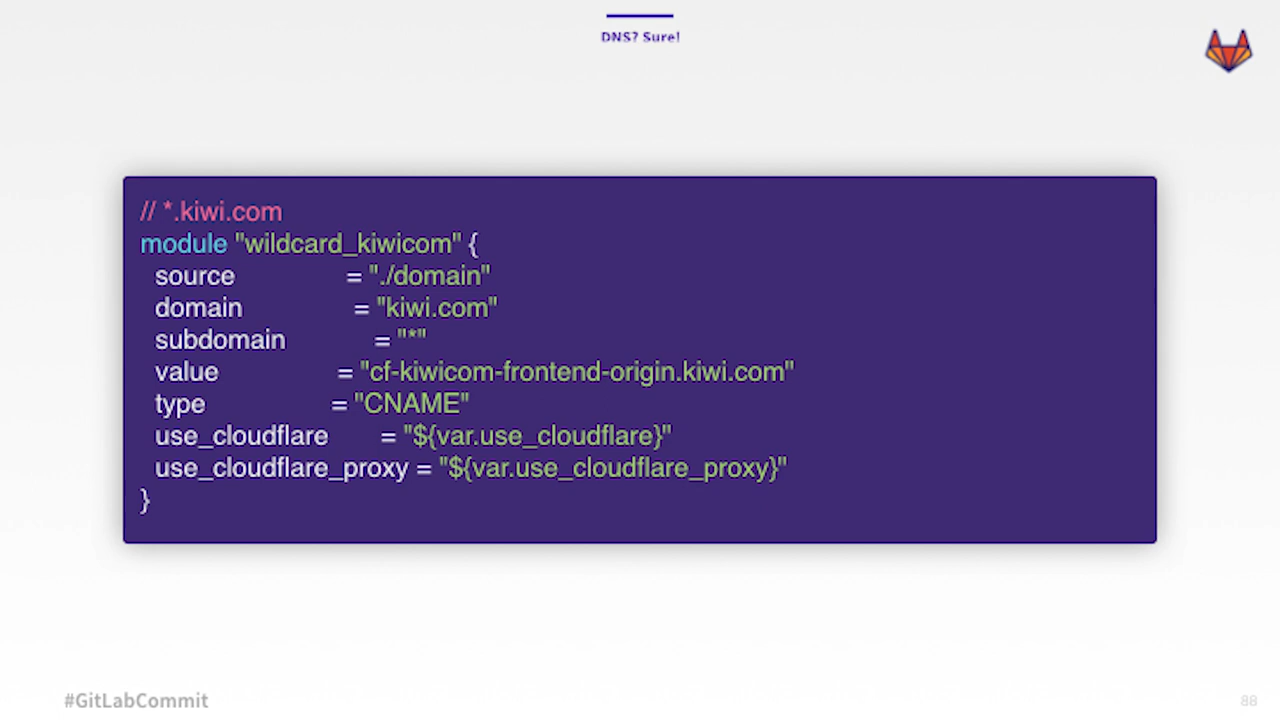 DNS? Sure!
// *.kiwi.com
module "wildcard_kiwicom" {
source = "./domain"
domain = "kiwi.com"
subdomain = "*"
value = "cf-kiwicom-frontend-origin.kiwi.com"
type = "CNAME"
use_cloudflare = "${var.use_cloudflare}"
use_cloudflare_proxy = "${var.use_cloudflare_proxy}"
}
#GitLabCommit
88